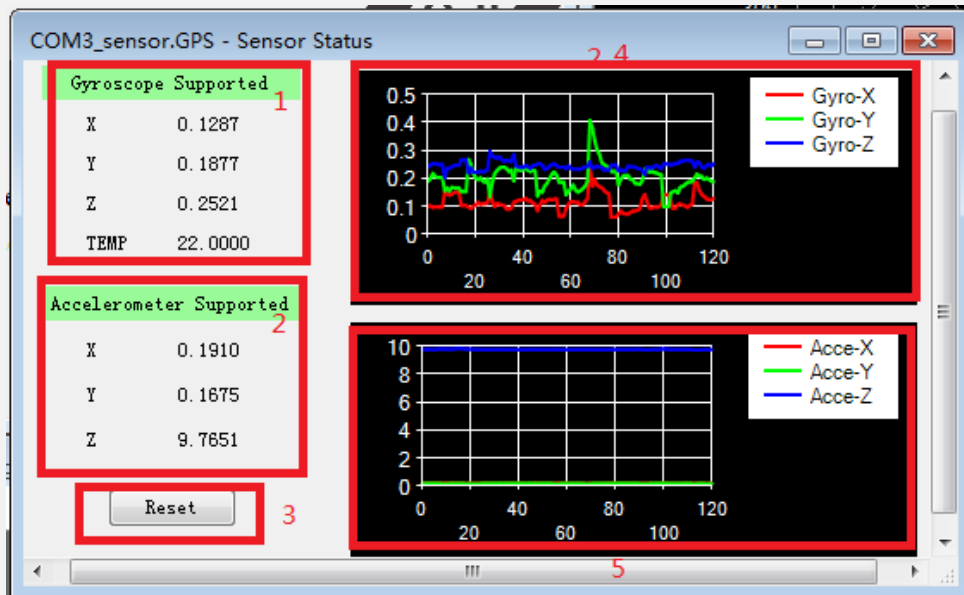 COM3_sensor.GPS - Sensor Status
Gyroscope Supported
1
X 0.1287
Y 0.1877
Z 0.2521
TEMP 22.0000
Accelerometer Supported
2
X 0.1910
Y 0.1675
Z 9.7651
Reset
3
4
0.5
0.4
0.3
0.2
0.1
0
0 40 80 120
20 60 100
Gyro-X
Gyro-Y
Gyro-Z
10
8
6
4
2
0
0 40 80 120
20 60 100
Acce-X
Acce-Y
Acce-Z
5